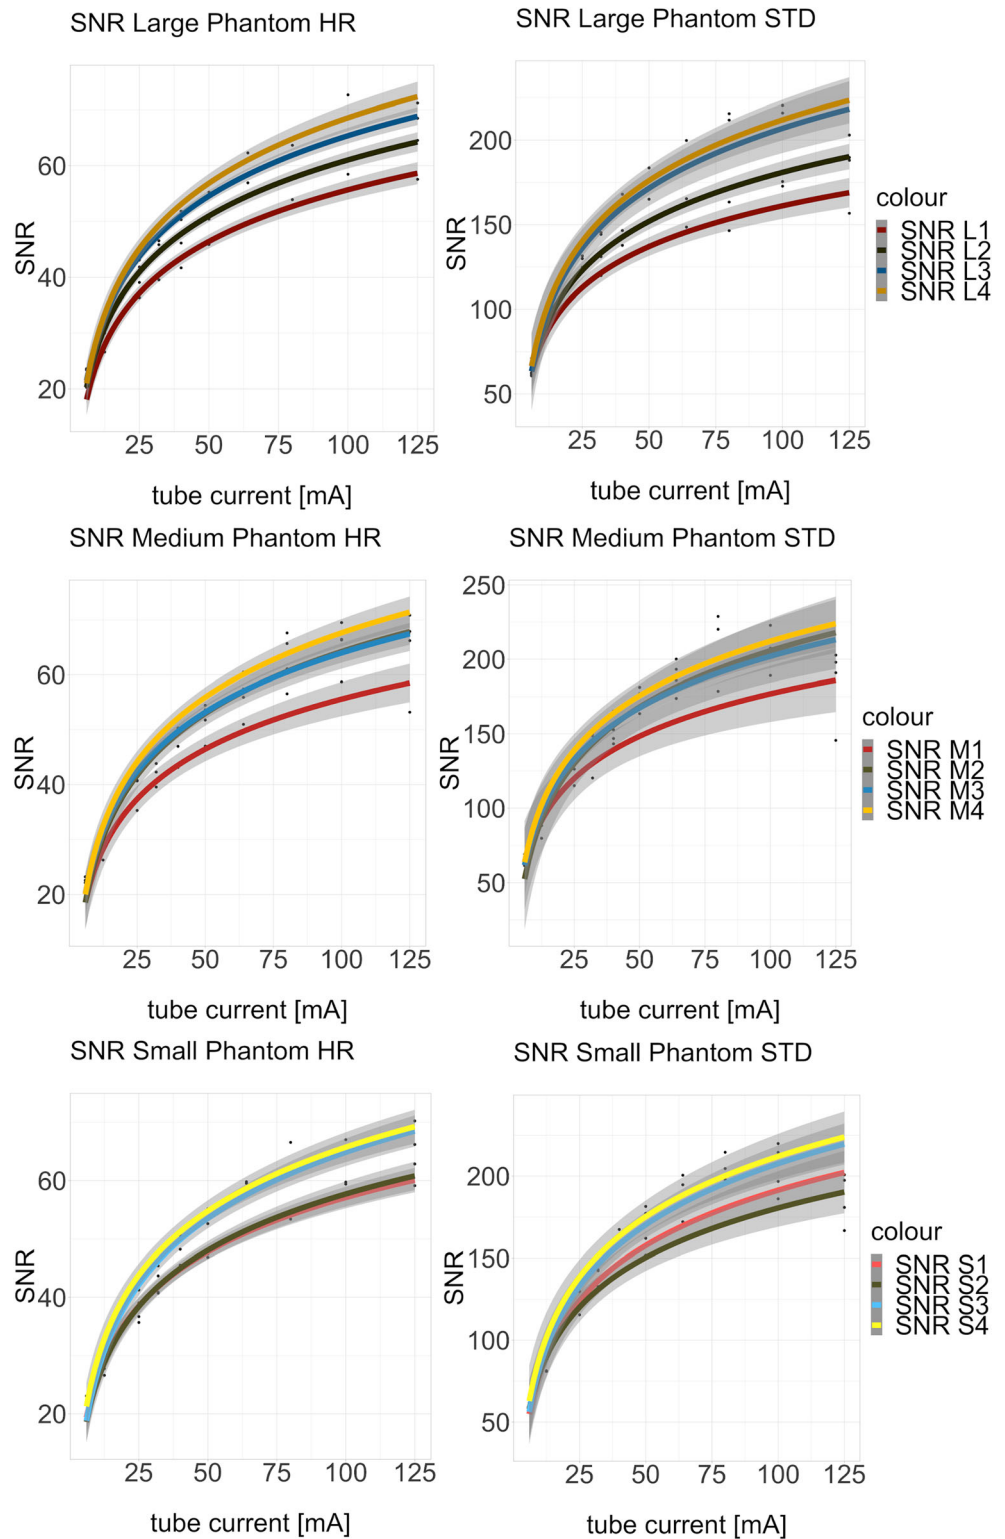 SNR Large Phantom HR
SNR
60
40
20
25 50 75 100 125
tube current [mA]
SNR Large Phantom STD
SNR
200
150
100
50
25 50 75 100 125
tube current [mA]
colour
SNR L1
SNR L2
SNR L3
SNR L4
SNR Medium Phantom HR
SNR
60
40
20
25 50 75 100 125
tube current [mA]
SNR Medium Phantom STD
SNR
250
200
150
100
50
25 50 75 100 125
tube current [mA]
colour
SNR M1
SNR M2
SNR M3
SNR M4
SNR Small Phantom HR
SNR
60
40
20
25 50 75 100 125
tube current [mA]
SNR Small Phantom STD
SNR
200
150
100
50
25 50 75 100 125
tube current [mA]
colour
SNR S1
SNR S2
SNR S3
SNR S4